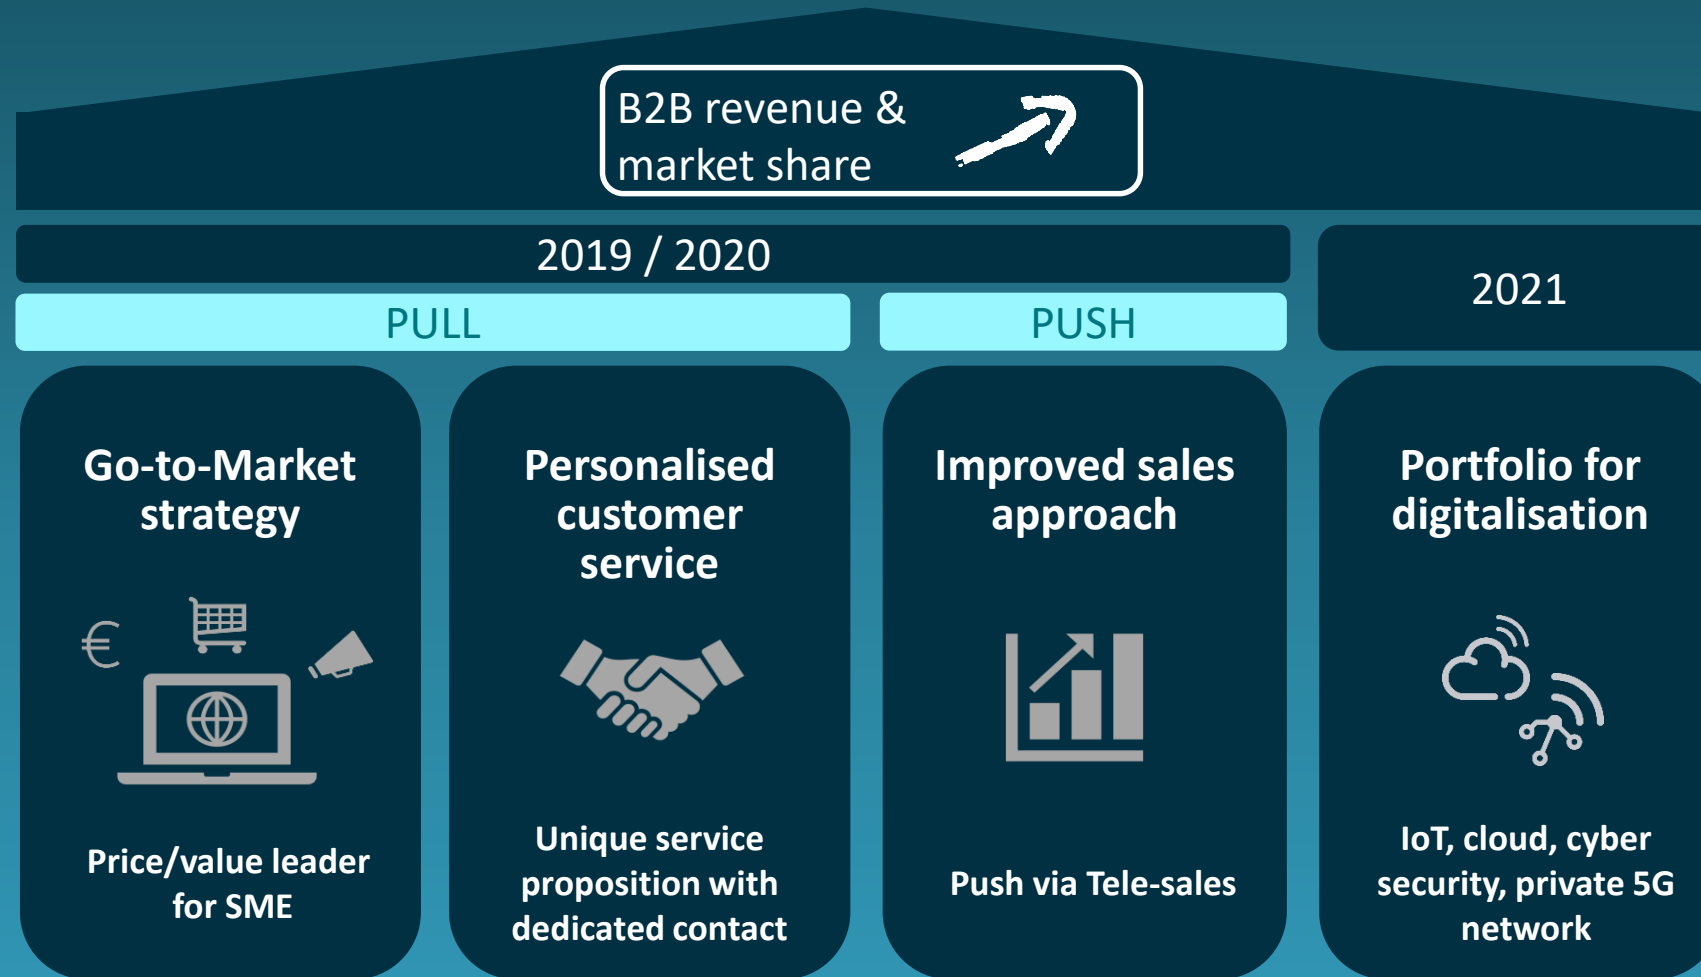 B2B revenue &
market share
2019 / 2020
2021
PULL
PUSH
Go-to-Market
strategy
€
Price/value leader
for SME
Personalised
customer
service
Unique service
proposition with
dedicated contact
Improved sales
approach
Push via Tele-sales
Portfolio for
digitalisation
IoT, cloud, cyber
security, private 5G
network